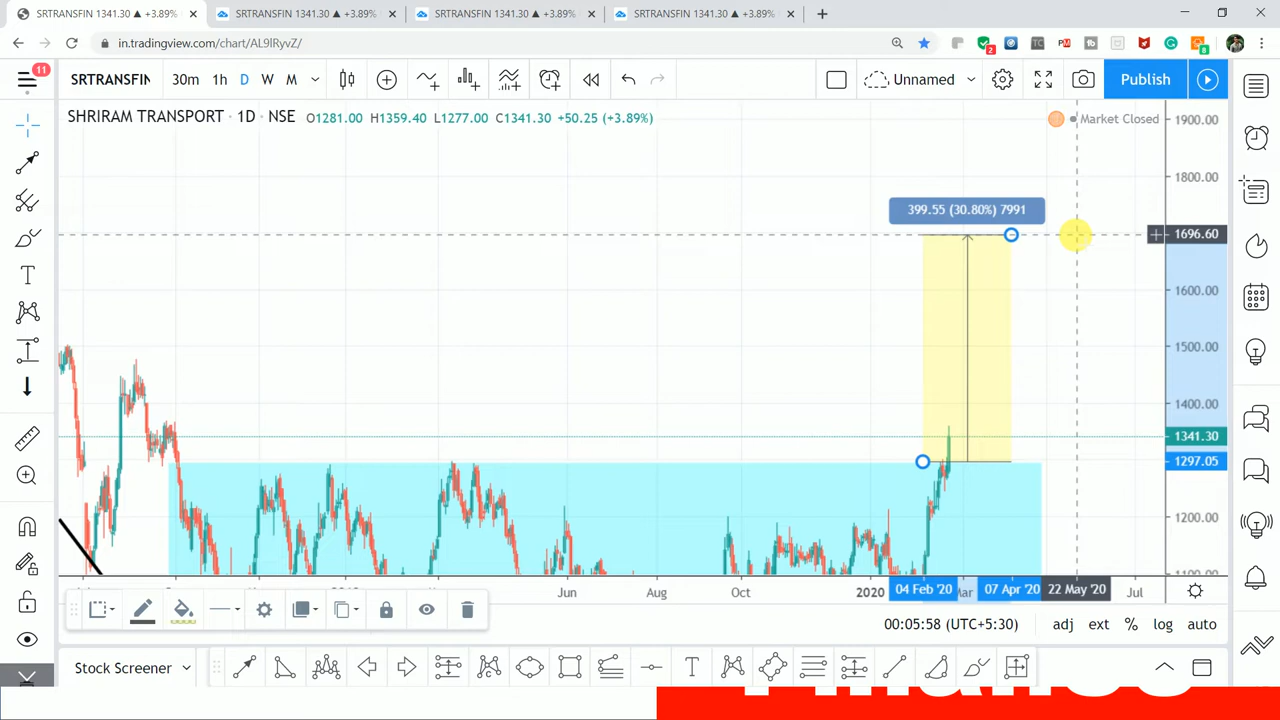 SRTRANSFIN 1341.30 ▲ +3.89%
SRTRANSFIN 1341.30 ▲ +3.89%
SRTRANSFIN 1341.30 ▲ +3.89%
SRTRANSFIN 1341.30 ▲ +3.89%
in.tradingview.com/chart/AL9lRyvZ/
11
SRTRANSFIN 30m 1h D W M
Unnamed
Publish
SHRIRAM TRANSPORT · 1D · NSE O1281.00 H1359.40 L1277.00 C1341.30 +50.25 (+3.89%)
Market Closed
1900.00
1800.00
399.55 (30.80%) 7991
1696.60
1600.00
1500.00
1400.00
1341.30
1297.05
1200.00
Jun Aug Oct 2020 04 Feb '20 Mar 07 Apr '20 22 May '20 Jul
00:05:58 (UTC+5:30) adj ext % log auto
Stock Screener